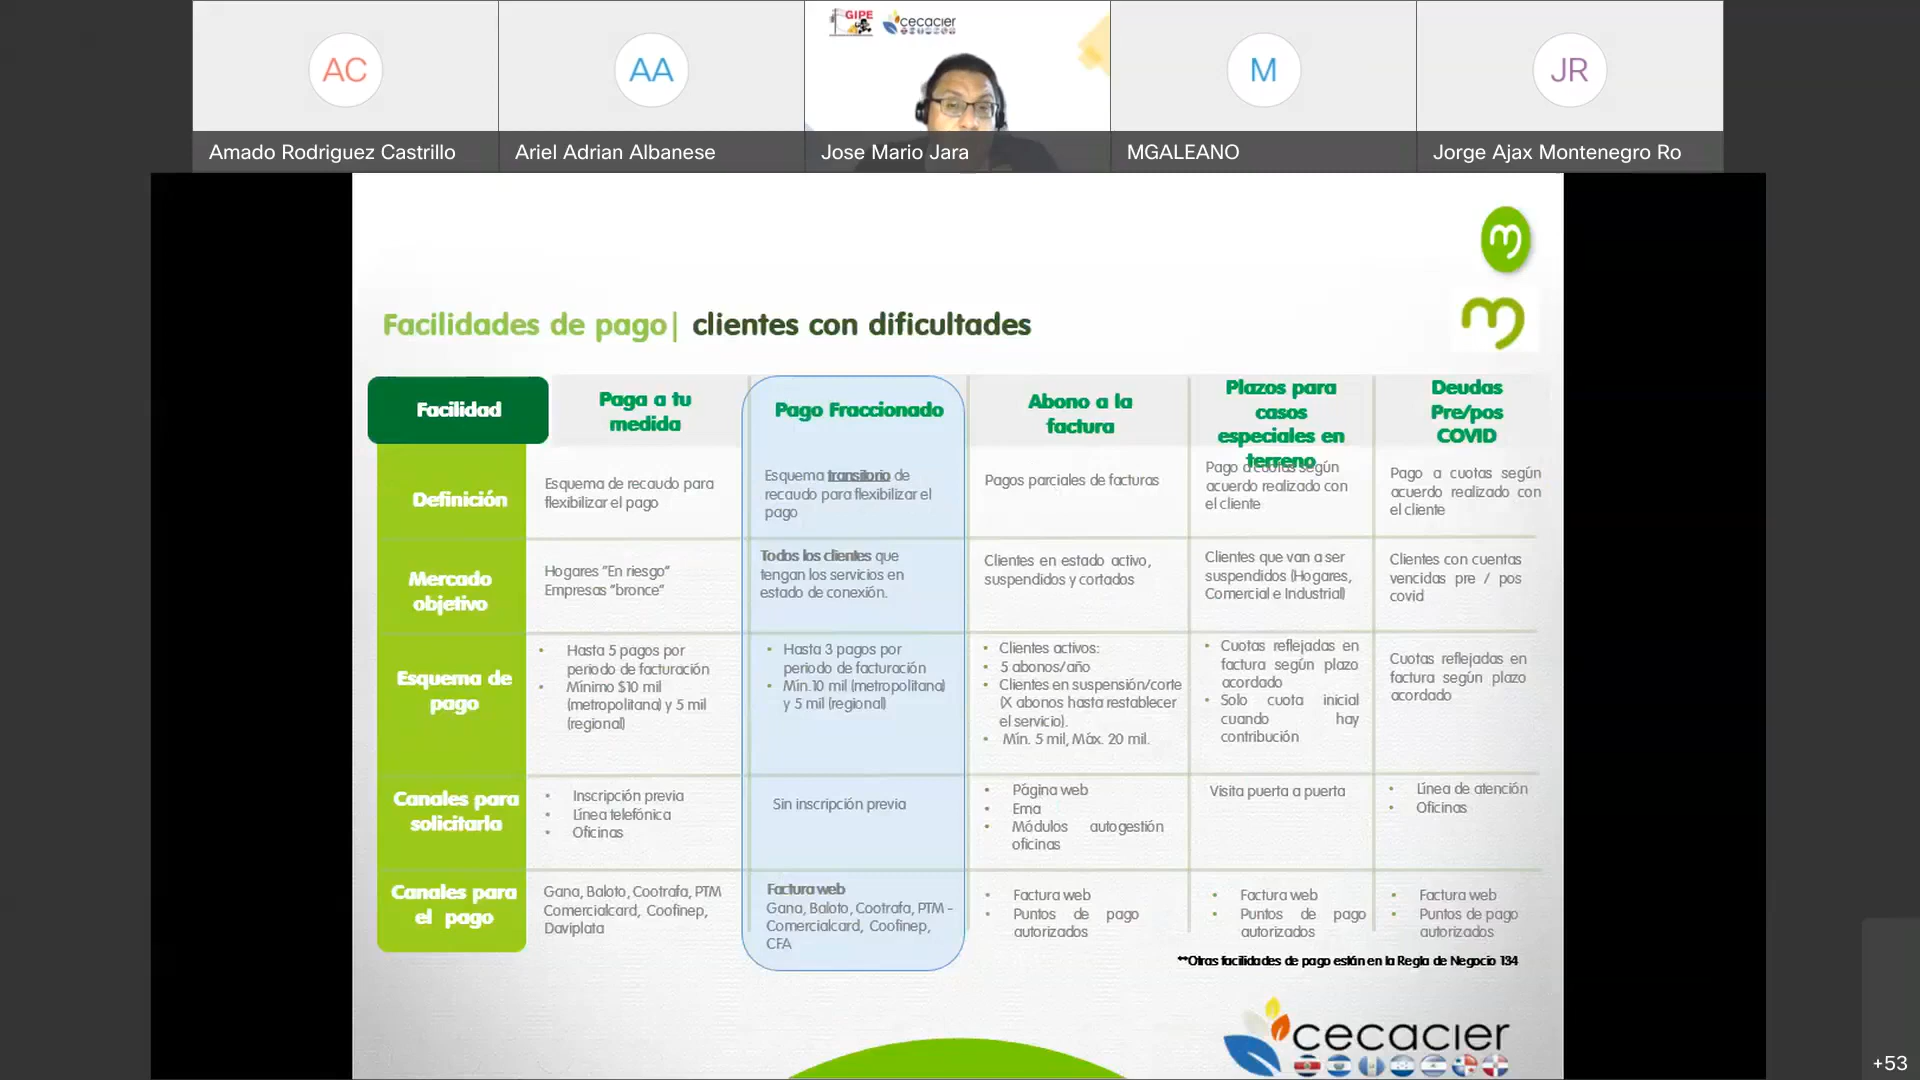 GIPE
cecacier
AC
AA
M
JR
Amado Rodriguez Castrillo
Ariel Adrian Albanese
Jose Mario Jara
MGALEANO
Jorge Ajax Montenegro Ro
Facilidades de pago| clientes con dificultades
Facilidad
Paga a tu
medida
Pago Fraccionado
Abono a la
factura
Plazos para
casos
especiales en
terreno
Deudas
Pre/pos
COVID
Definición
Esquema de recaudo para
flexibilizar el pago
Esquema transitorio de
recaudo para flexibilizar el
pago
Pagos parciales de facturas
Pago a cuotas según
acuerdo realizado con
el cliente
Pago a cuotas según
acuerdo realizado con
el cliente
Mercado
objetivo
Hogares "En riesgo"
Empresas "bronce"
Todos los clientes que
tengan los servicios en
estado de conexión.
Clientes en estado activo,
suspendidos y cortados
Clientes que van a ser
suspendidos (Hogares,
Comercial e Industrial)
Clientes con cuentas
vencidas pre / pos
covid
Esquema de
pago
• Hasta 5 pagos por
periodo de facturación
• Mínimo $10 mil
(metropolitana) y 5 mil
(regional)
• Hasta 3 pagos por
periodo de facturación
• Mín.10 mil (metropolitana)
y 5 mil (regional)
• Clientes activos:
• 5 abonos/año
• Clientes en suspensión/corte
(X abonos hasta restablecer
el servicio).
• Mín. 5 mil, Máx. 20 mil.
• Cuotas reflejadas en
factura según plazo
acordado
• Solo cuota inicial
cuando hay
contribución
Cuotas reflejadas en
factura según plazo
acordado
Canales para
solicitarla
• Inscripción previa
• Línea telefónica
• Oficinas
Sin inscripción previa
• Página web
• Ema
• Módulos autogestión
oficinas
Visita puerta a puerta
• Línea de atención
• Oficinas
Canales para
el pago
Gana, Baloto, Cootrafa, PTM
Comercialcard, Coofinep,
Daviplata
Factura web
Gana, Baloto, Cootrafa, PTM -
Comercialcard, Coofinep,
CFA
• Factura web
• Puntos de pago
autorizados
• Factura web
• Puntos de pago
autorizados
• Factura web
• Puntos de pago
autorizados
**Otras facilidades de pago están en la Regla de Negocio 134
cecacier
+53